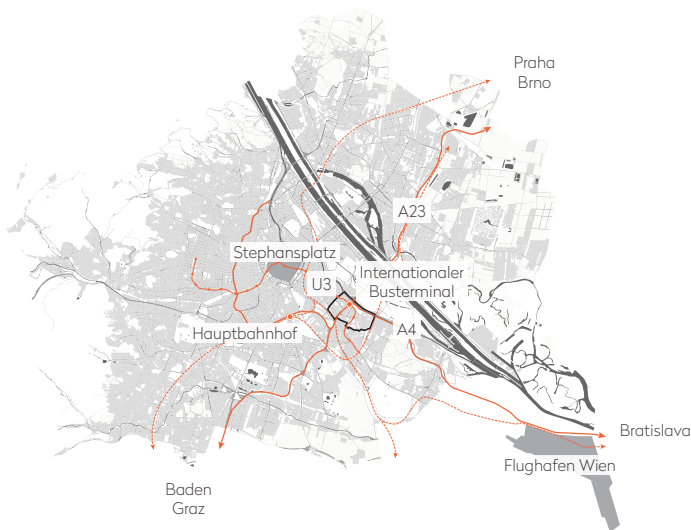 Praha
Brno
A23
Stephansplatz
U3
Internationaler
Busterminal
Hauptbahnhof
A4
Bratislava
Flughafen Wien
Baden
Graz